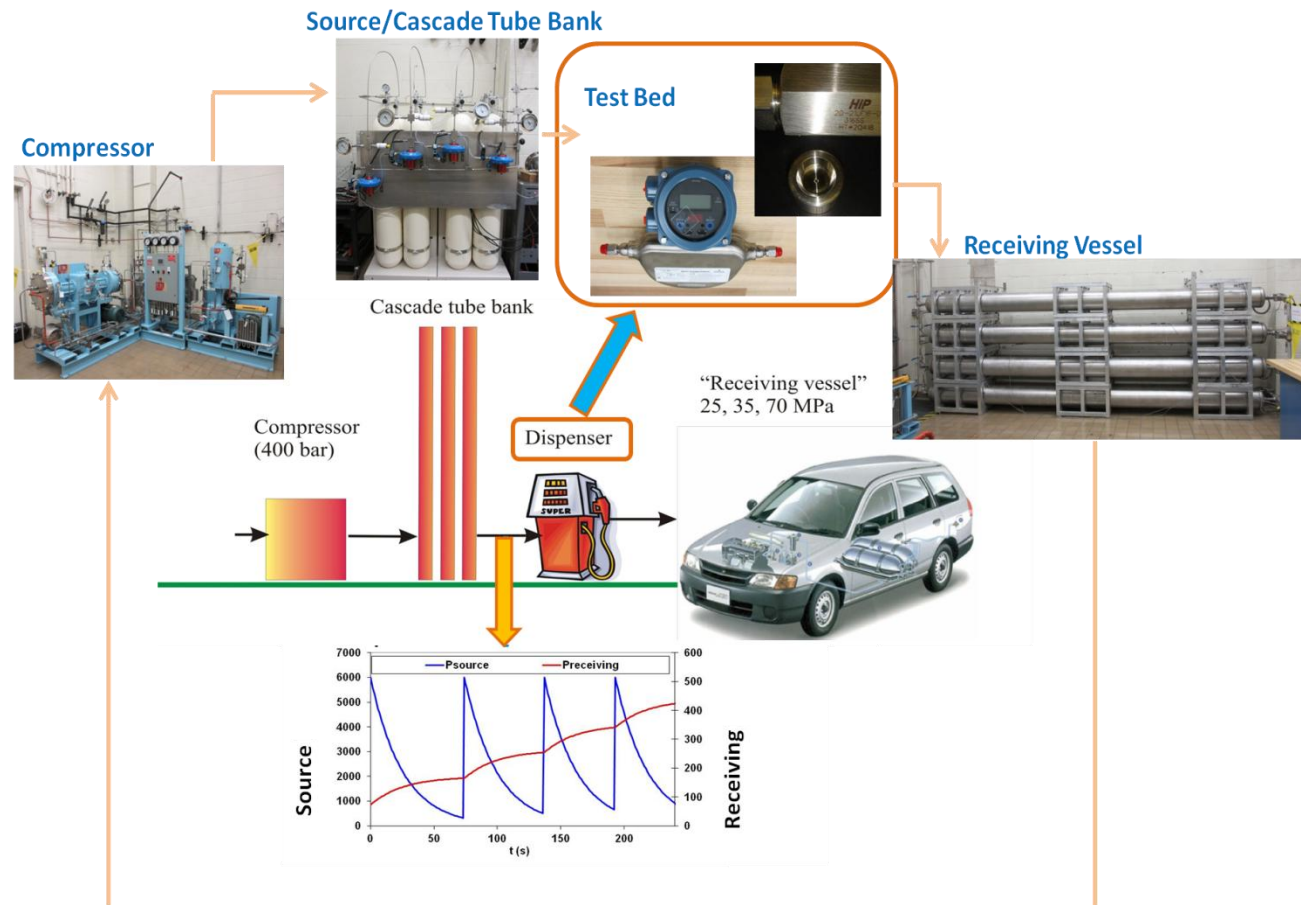 Source/Cascade Tube Bank
Test Bed
HiP
Compressor
Receiving Vessel
Cascade tube bank
"Receiving vessel"
25, 35, 70 MPa
Compressor
(400 bar)
Dispenser
SUPER
7000
6000
5000
4000
3000
2000
1000
0
Psource
Preceiving
600
500
400
300
200
100
0
Source
Receiving
0
50
100
150
200
t (s)